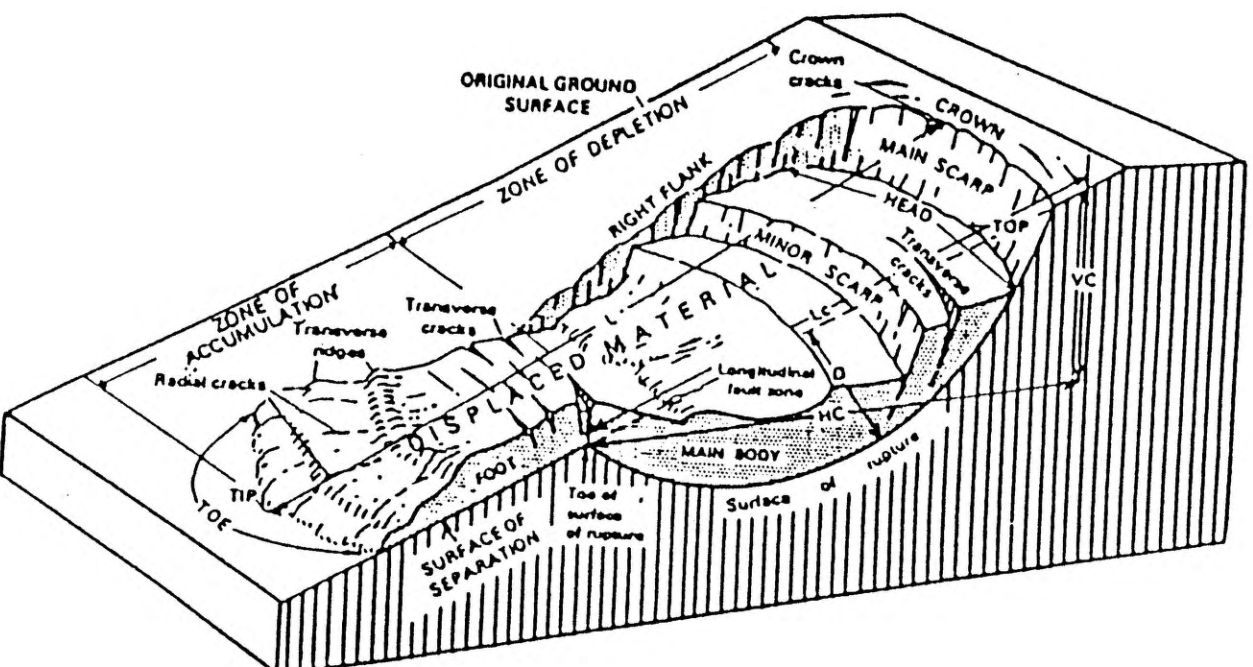 Crown
cracks
ORIGINAL GROUND
SURFACE
CROWN
ZONE OF DEPLETION
MAIN SCARP
RIGHT FLANK
HEAD
TOP
MINOR SCARP
Transverse
cracks
VC
ZONE OF
ACCUMULATION
Transverse
cracks
L
Lc
Transverse
ridges
DISPLACED MATERIAL
Radial cracks
Longitudinal
fault zone
D
HC
MAIN BODY
FOOT
TIP
TOE
Toe of
surface
of rupture
Surface of rupture
SURFACE OF
SEPARATION